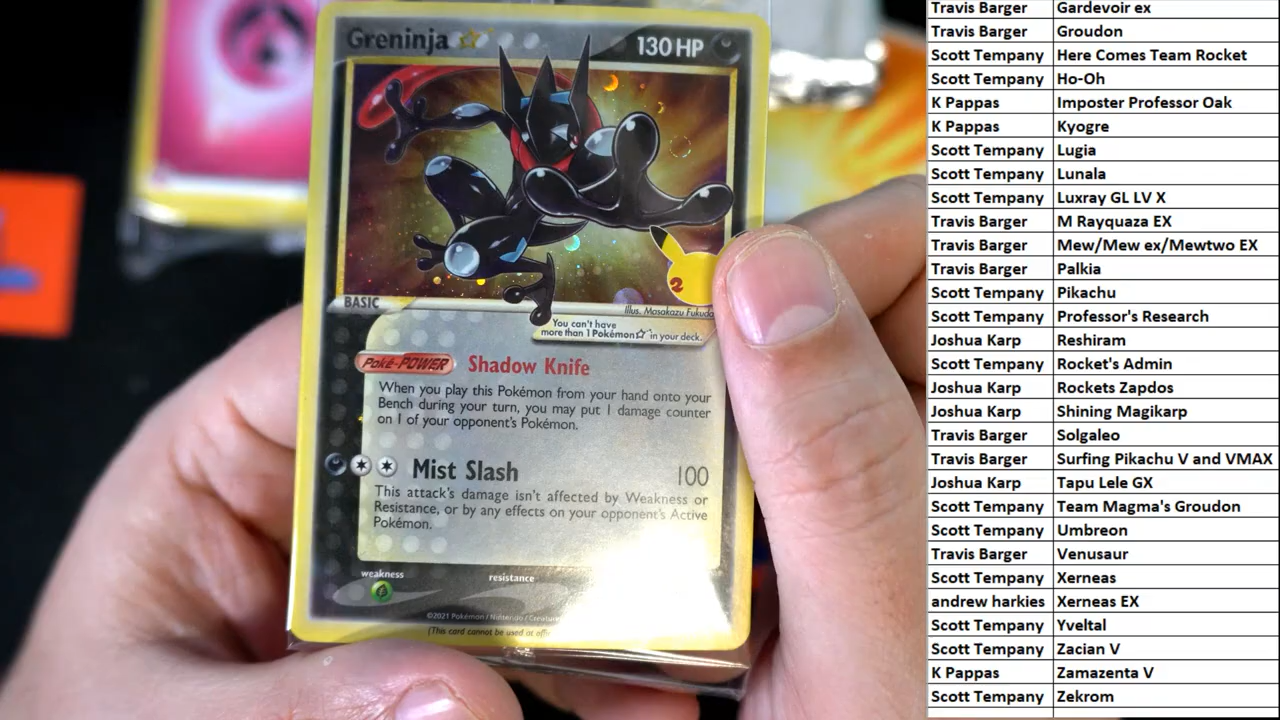 Greninja ☆
130 HP
BASIC
Illus. Masakazu Fukuda
2
You can't have
more than 1 Pokémon ☆ in your deck.
Poké-POWER Shadow Knife
When you play this Pokémon from your hand onto your
Bench during your turn, you may put 1 damage counter
on 1 of your opponent's Pokémon.
Mist Slash 100
This attack's damage isn't affected by Weakness or
Resistance, or by any effects on your opponent's Active
Pokémon.
weakness resistance
©2021 Pokémon / Nintendo /
(This card cannot be used at
Travis Barger Gardevoir ex
Travis Barger Groudon
Scott Tempany Here Comes Team Rocket
Scott Tempany Ho-Oh
K Pappas Imposter Professor Oak
K Pappas Kyogre
Scott Tempany Lugia
Scott Tempany Lunala
Scott Tempany Luxray GL LV X
Travis Barger M Rayquaza EX
Travis Barger Mew/Mew ex/Mewtwo EX
Travis Barger Palkia
Scott Tempany Pikachu
Scott Tempany Professor's Research
Joshua Karp Reshiram
Scott Tempany Rocket's Admin
Joshua Karp Rockets Zapdos
Joshua Karp Shining Magikarp
Travis Barger Solgaleo
Travis Barger Surfing Pikachu V and VMAX
Joshua Karp Tapu Lele GX
Scott Tempany Team Magma's Groudon
Scott Tempany Umbreon
Travis Barger Venusaur
Scott Tempany Xerneas
andrew harkies Xerneas EX
Scott Tempany Yveltal
Scott Tempany Zacian V
K Pappas Zamazenta V
Scott Tempany Zekrom